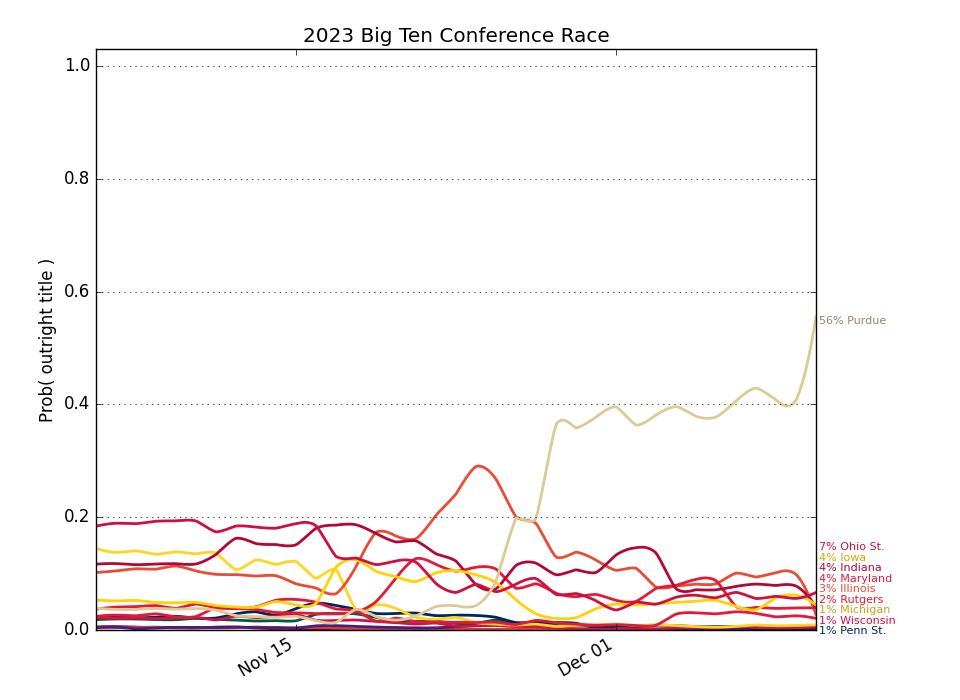 2023 Big Ten Conference Race
1.0
0.8
0.6
0.4
0.2
0.0
Prob( outright title )
Nov 15
Dec 01
56% Purdue
7% Ohio St.
4% Iowa
4% Indiana
4% Maryland
3% Illinois
2% Rutgers
1% Michigan
1% Wisconsin
1% Penn St.